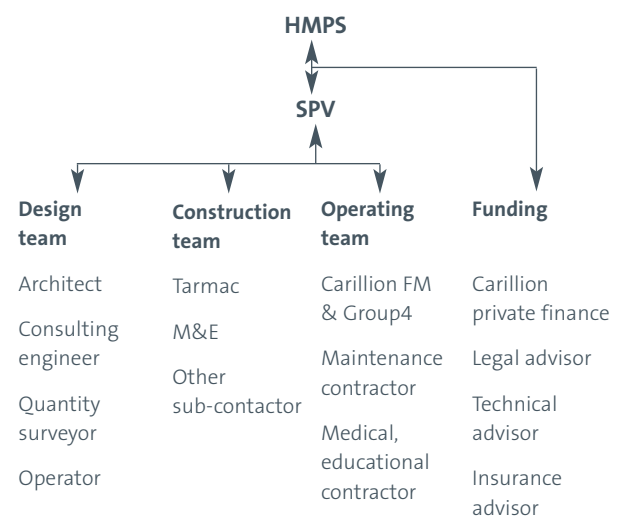 HMPS
SPV
Design
team
Architect
Consulting
engineer
Quantity
surveyor
Operator
Construction
team
Tarmac
M&E
Other
sub-contactor
Operating
team
Carillion FM
& Group4
Maintenance
contractor
Medical,
educational
contractor
Funding
Carillion
private finance
Legal advisor
Technical
advisor
Insurance
advisor